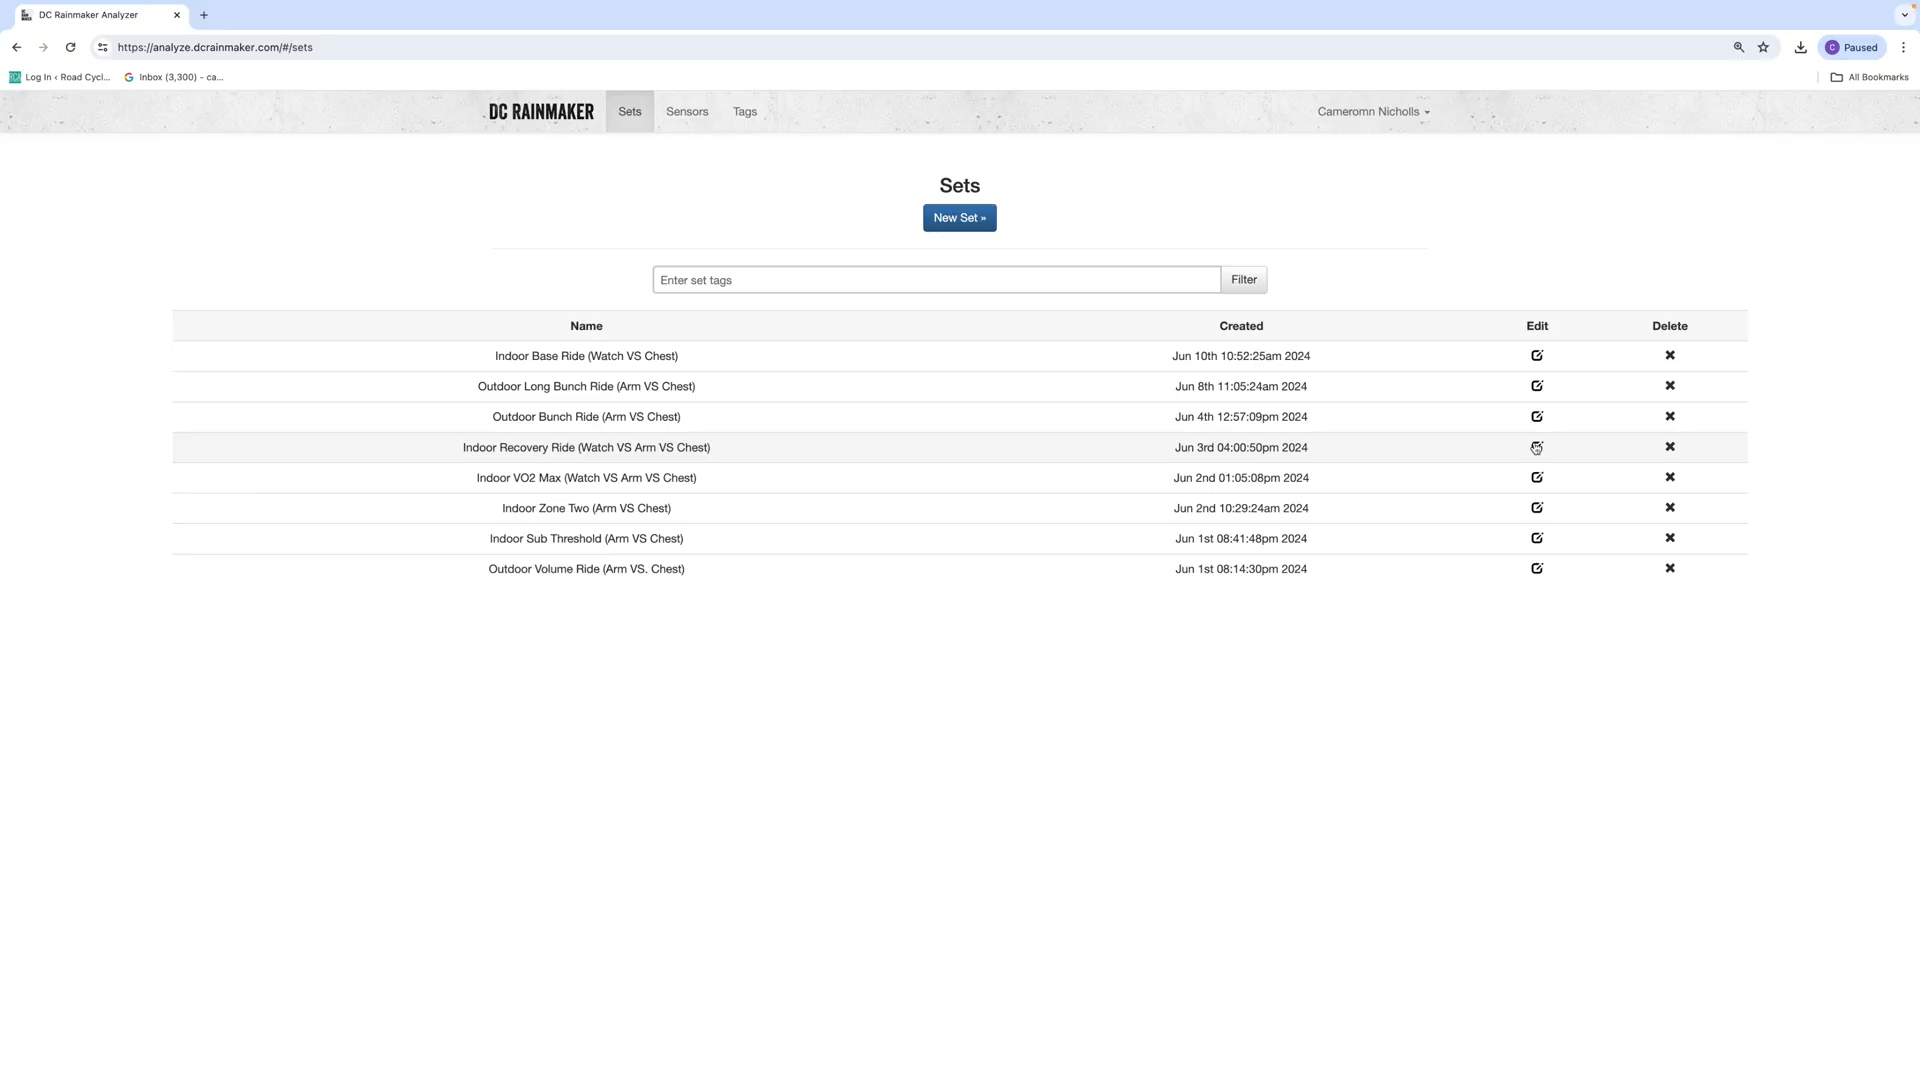 DC Rainmaker Analyzer
https://analyze.dcrainmaker.com/#/sets
C Paused
Log In ‹ Road Cycl...
Inbox (3,300) - ca...
All Bookmarks
DC RAINMAKER Sets Sensors Tags Cameromn Nicholls
Sets
New Set »
Enter set tags Filter
Name Created Edit Delete
Indoor Base Ride (Watch VS Chest) Jun 10th 10:52:25am 2024
Outdoor Long Bunch Ride (Arm VS Chest) Jun 8th 11:05:24am 2024
Outdoor Bunch Ride (Arm VS Chest) Jun 4th 12:57:09pm 2024
Indoor Recovery Ride (Watch VS Arm VS Chest) Jun 3rd 04:00:50pm 2024
Indoor VO2 Max (Watch VS Arm VS Chest) Jun 2nd 01:05:08pm 2024
Indoor Zone Two (Arm VS Chest) Jun 2nd 10:29:24am 2024
Indoor Sub Threshold (Arm VS Chest) Jun 1st 08:41:48pm 2024
Outdoor Volume Ride (Arm VS. Chest) Jun 1st 08:14:30pm 2024